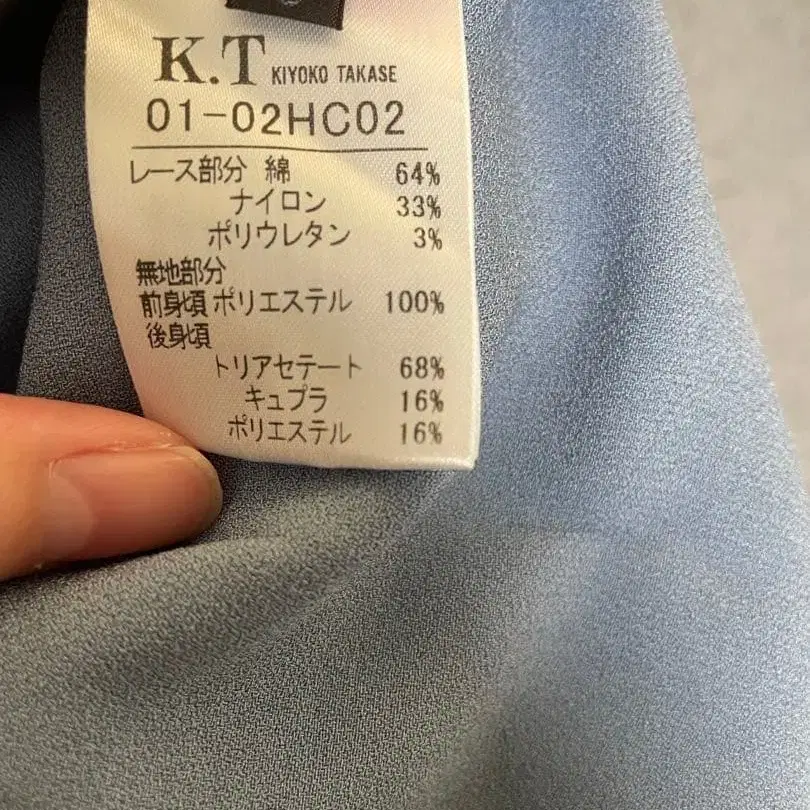 K.T KIYOKO TAKASE
01-02HC02
レース部分 綿 64%
ナイロン 33%
ポリウレタン 3%
無地部分
前身頃 ポリエステル 100%
後身頃
トリアセテート 68%
キュプラ 16%
ポリエステル 16%